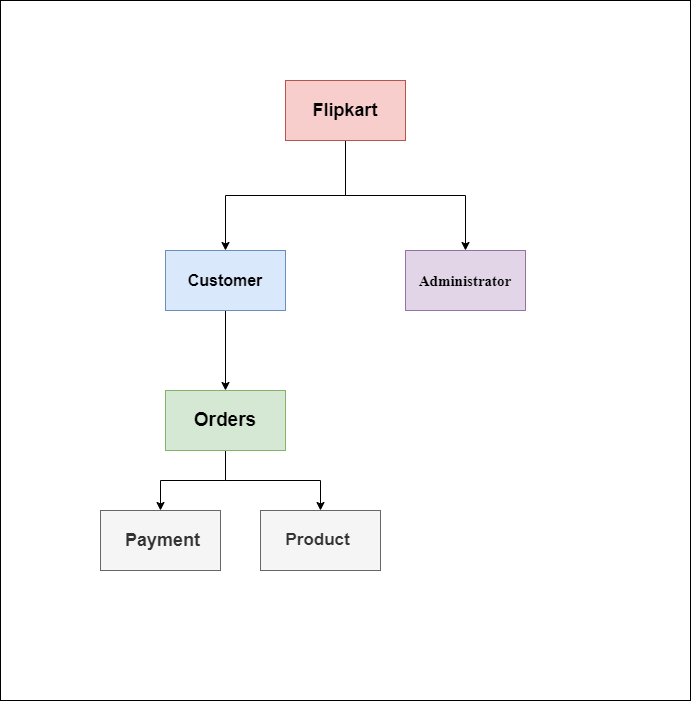 Flipkart
Customer
Administrator
Orders
Payment
Product